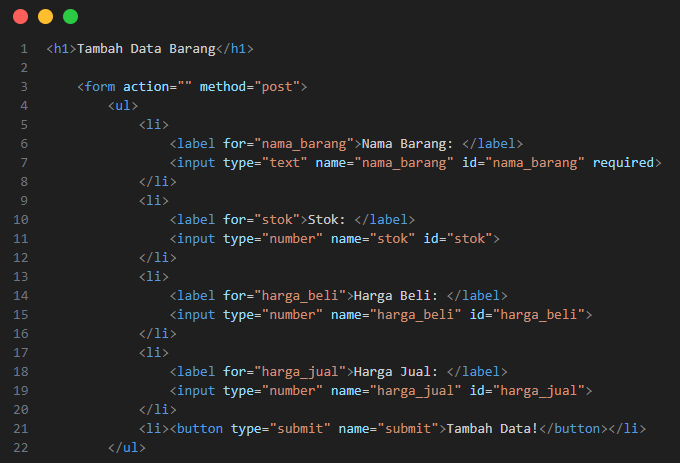 1 <h1>Tambah Data Barang</h1>
2
3 <form action="" method="post">
4 <ul>
5 <li>
6 <label for="nama_barang">Nama Barang: </label>
7 <input type="text" name="nama_barang" id="nama_barang" required>
8 </li>
9 <li>
10 <label for="stok">Stok: </label>
11 <input type="number" name="stok" id="stok">
12 </li>
13 <li>
14 <label for="harga_beli">Harga Beli: </label>
15 <input type="number" name="harga_beli" id="harga_beli">
16 </li>
17 <li>
18 <label for="harga_jual">Harga Jual: </label>
19 <input type="number" name="harga_jual" id="harga_jual">
20 </li>
21 <li><button type="submit" name="submit">Tambah Data!</button></li>
22 </ul>